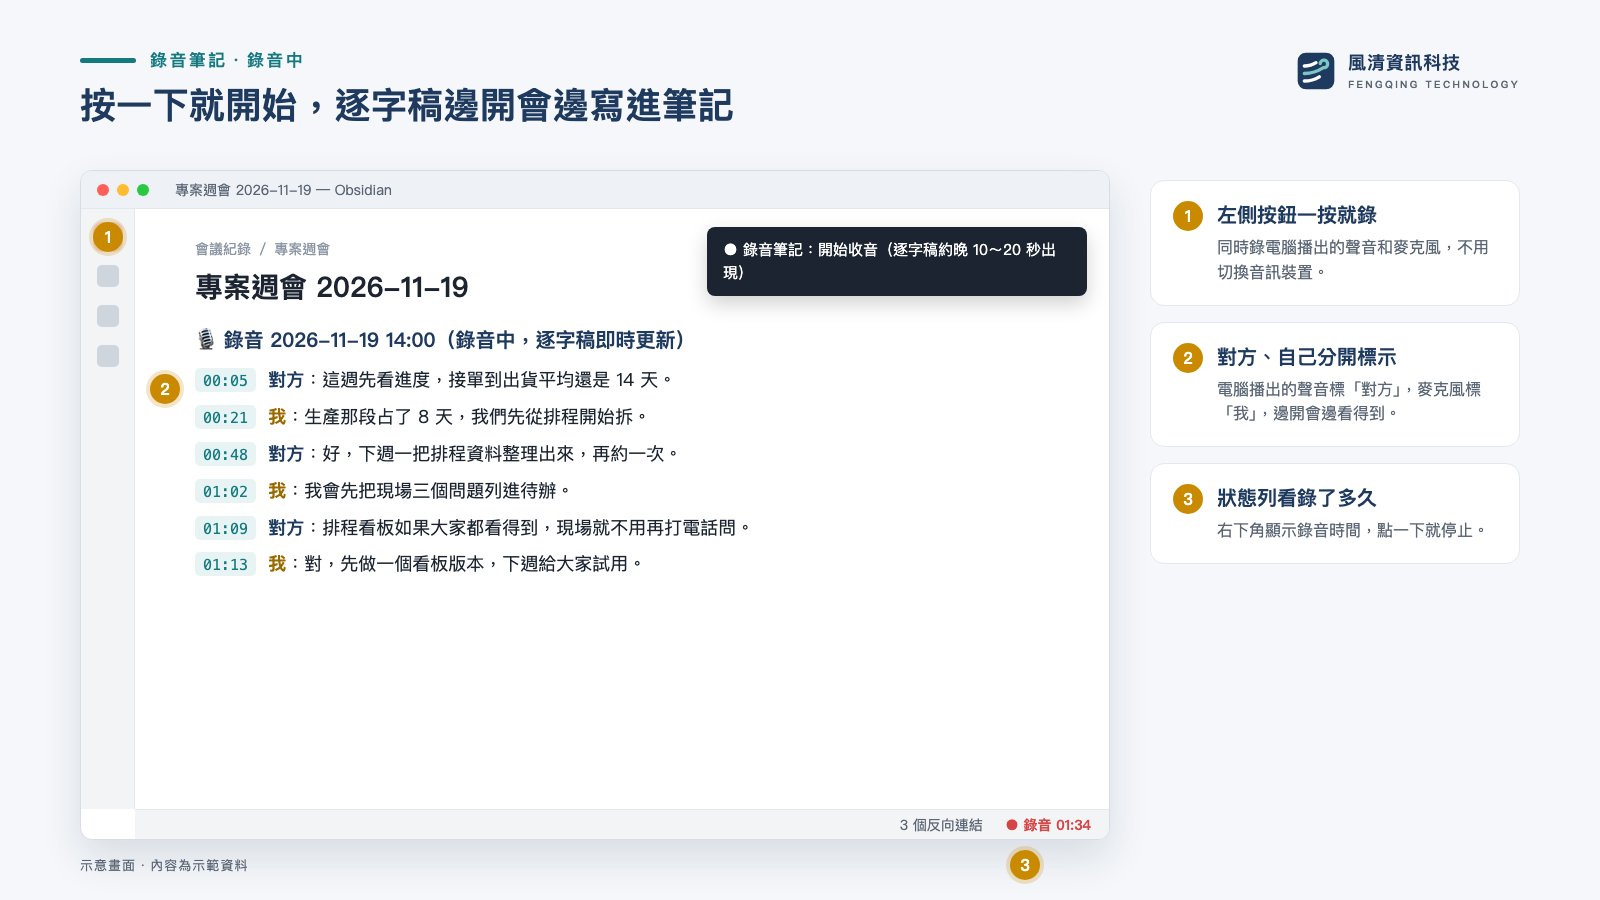 錄音筆記 · 錄音中
按一下就開始，逐字稿邊開會邊寫進筆記
風清資訊科技
FENGQING TECHNOLOGY
專案週會 2026-11-19 — Obsidian
1
會議紀錄 / 專案週會
專案週會 2026-11-19
● 錄音筆記：開始收音（逐字稿約晚 10～20 秒出
現）
🎙 錄音 2026-11-19 14:00（錄音中，逐字稿即時更新）
2
00:05 對方：這週先看進度，接單到出貨平均還是 14 天。
00:21 我：生產那段占了 8 天，我們先從排程開始拆。
00:48 對方：好，下週一把排程資料整理出來，再約一次。
01:02 我：我會先把現場三個問題列進待辦。
01:09 對方：排程看板如果大家都看得到，現場就不用再打電話問。
01:13 我：對，先做一個看板版本，下週給大家試用。
3 個反向連結
● 錄音 01:34
3
1 左側按鈕一按就錄
同時錄電腦播出的聲音和麥克風，不用
切換音訊裝置。
2 對方、自己分開標示
電腦播出的聲音標「對方」，麥克風標
「我」，邊開會邊看得到。
3 狀態列看錄了多久
右下角顯示錄音時間，點一下就停止。
示意畫面 · 內容為示範資料